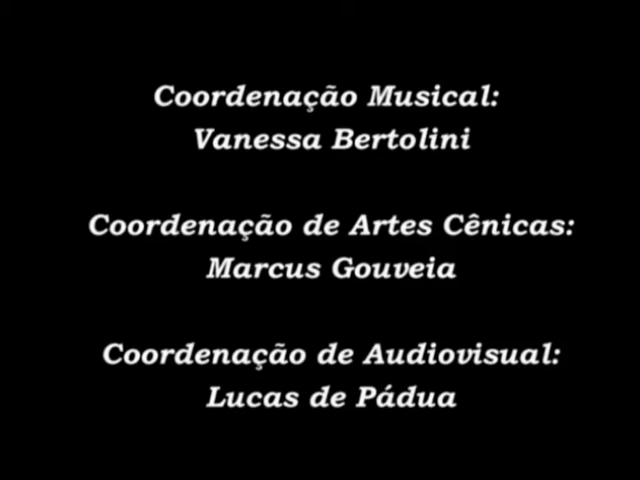 Coordenação Musical:
Vanessa Bertolini
Coordenação de Artes Cênicas:
Marcus Gouveia
Coordenação de Audiovisual:
Lucas de Pádua